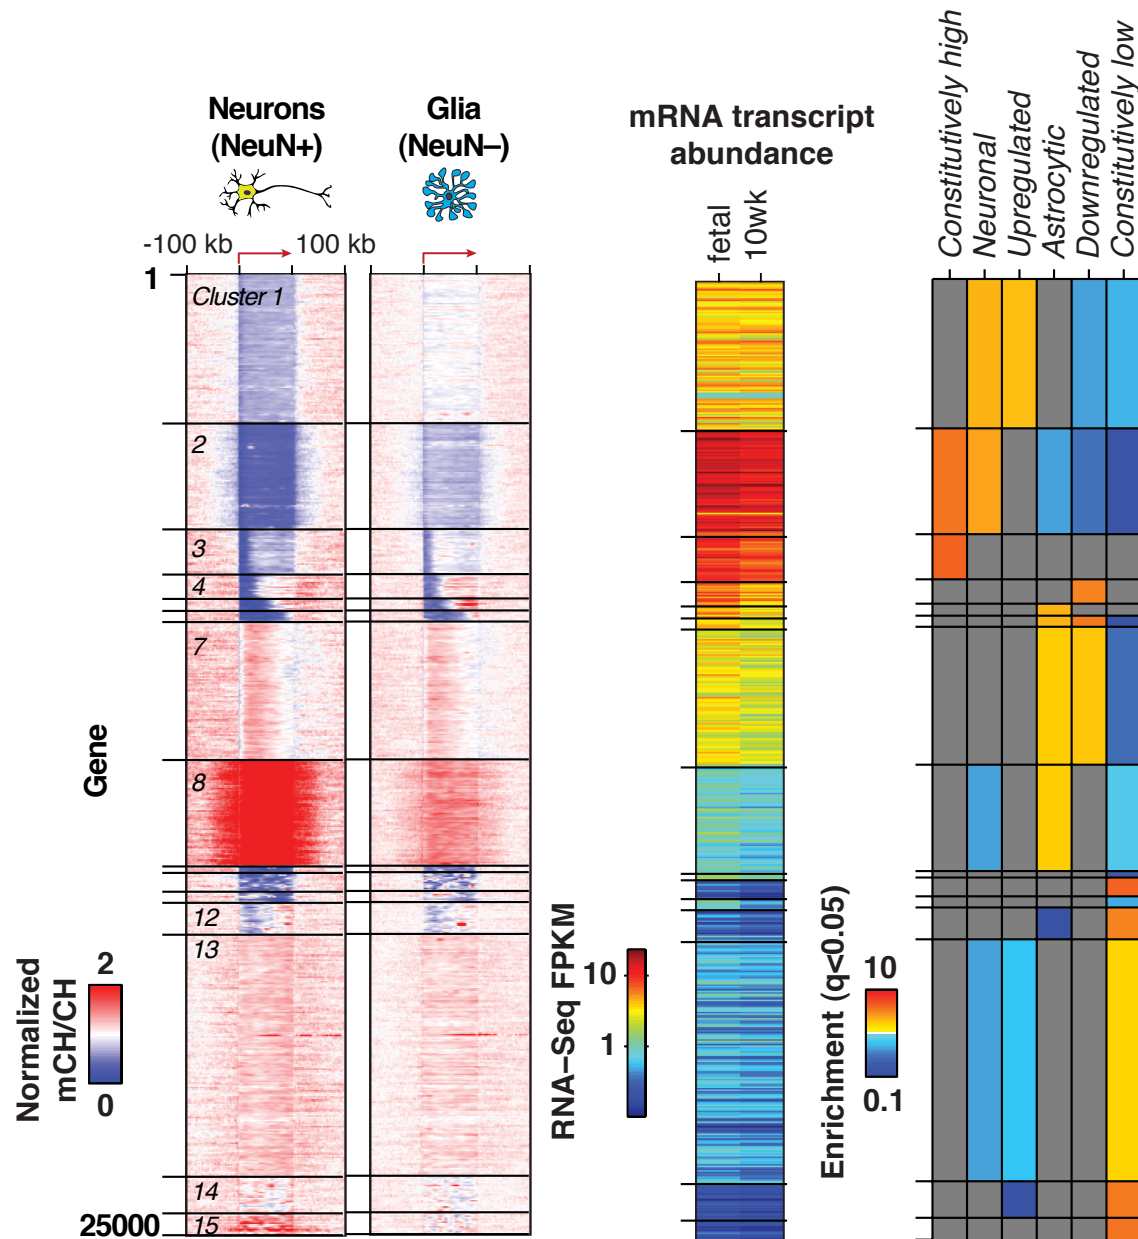 Neurons
(NeuN+)
Glia
(NeuN–)
mRNA transcript
abundance
fetal
10wk
Constitutively high
Neuronal
Upregulated
Astrocytic
Downregulated
Constitutively low
-100 kb
100 kb
1
Cluster 1
2
3
4
7
8
12
13
14
15
25000
Gene
Normalized
mCH/CH
2
0
RNA–Seq FPKM
10
1
Enrichment (q<0.05)
10
0.1